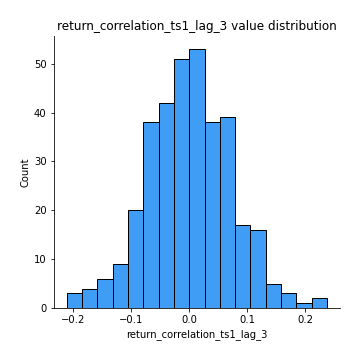 return_correlation_ts1_lag_3 value distribution
50
40
30
20
10
0
Count
−0.2 −0.1 0.0 0.1 0.2
return_correlation_ts1_lag_3